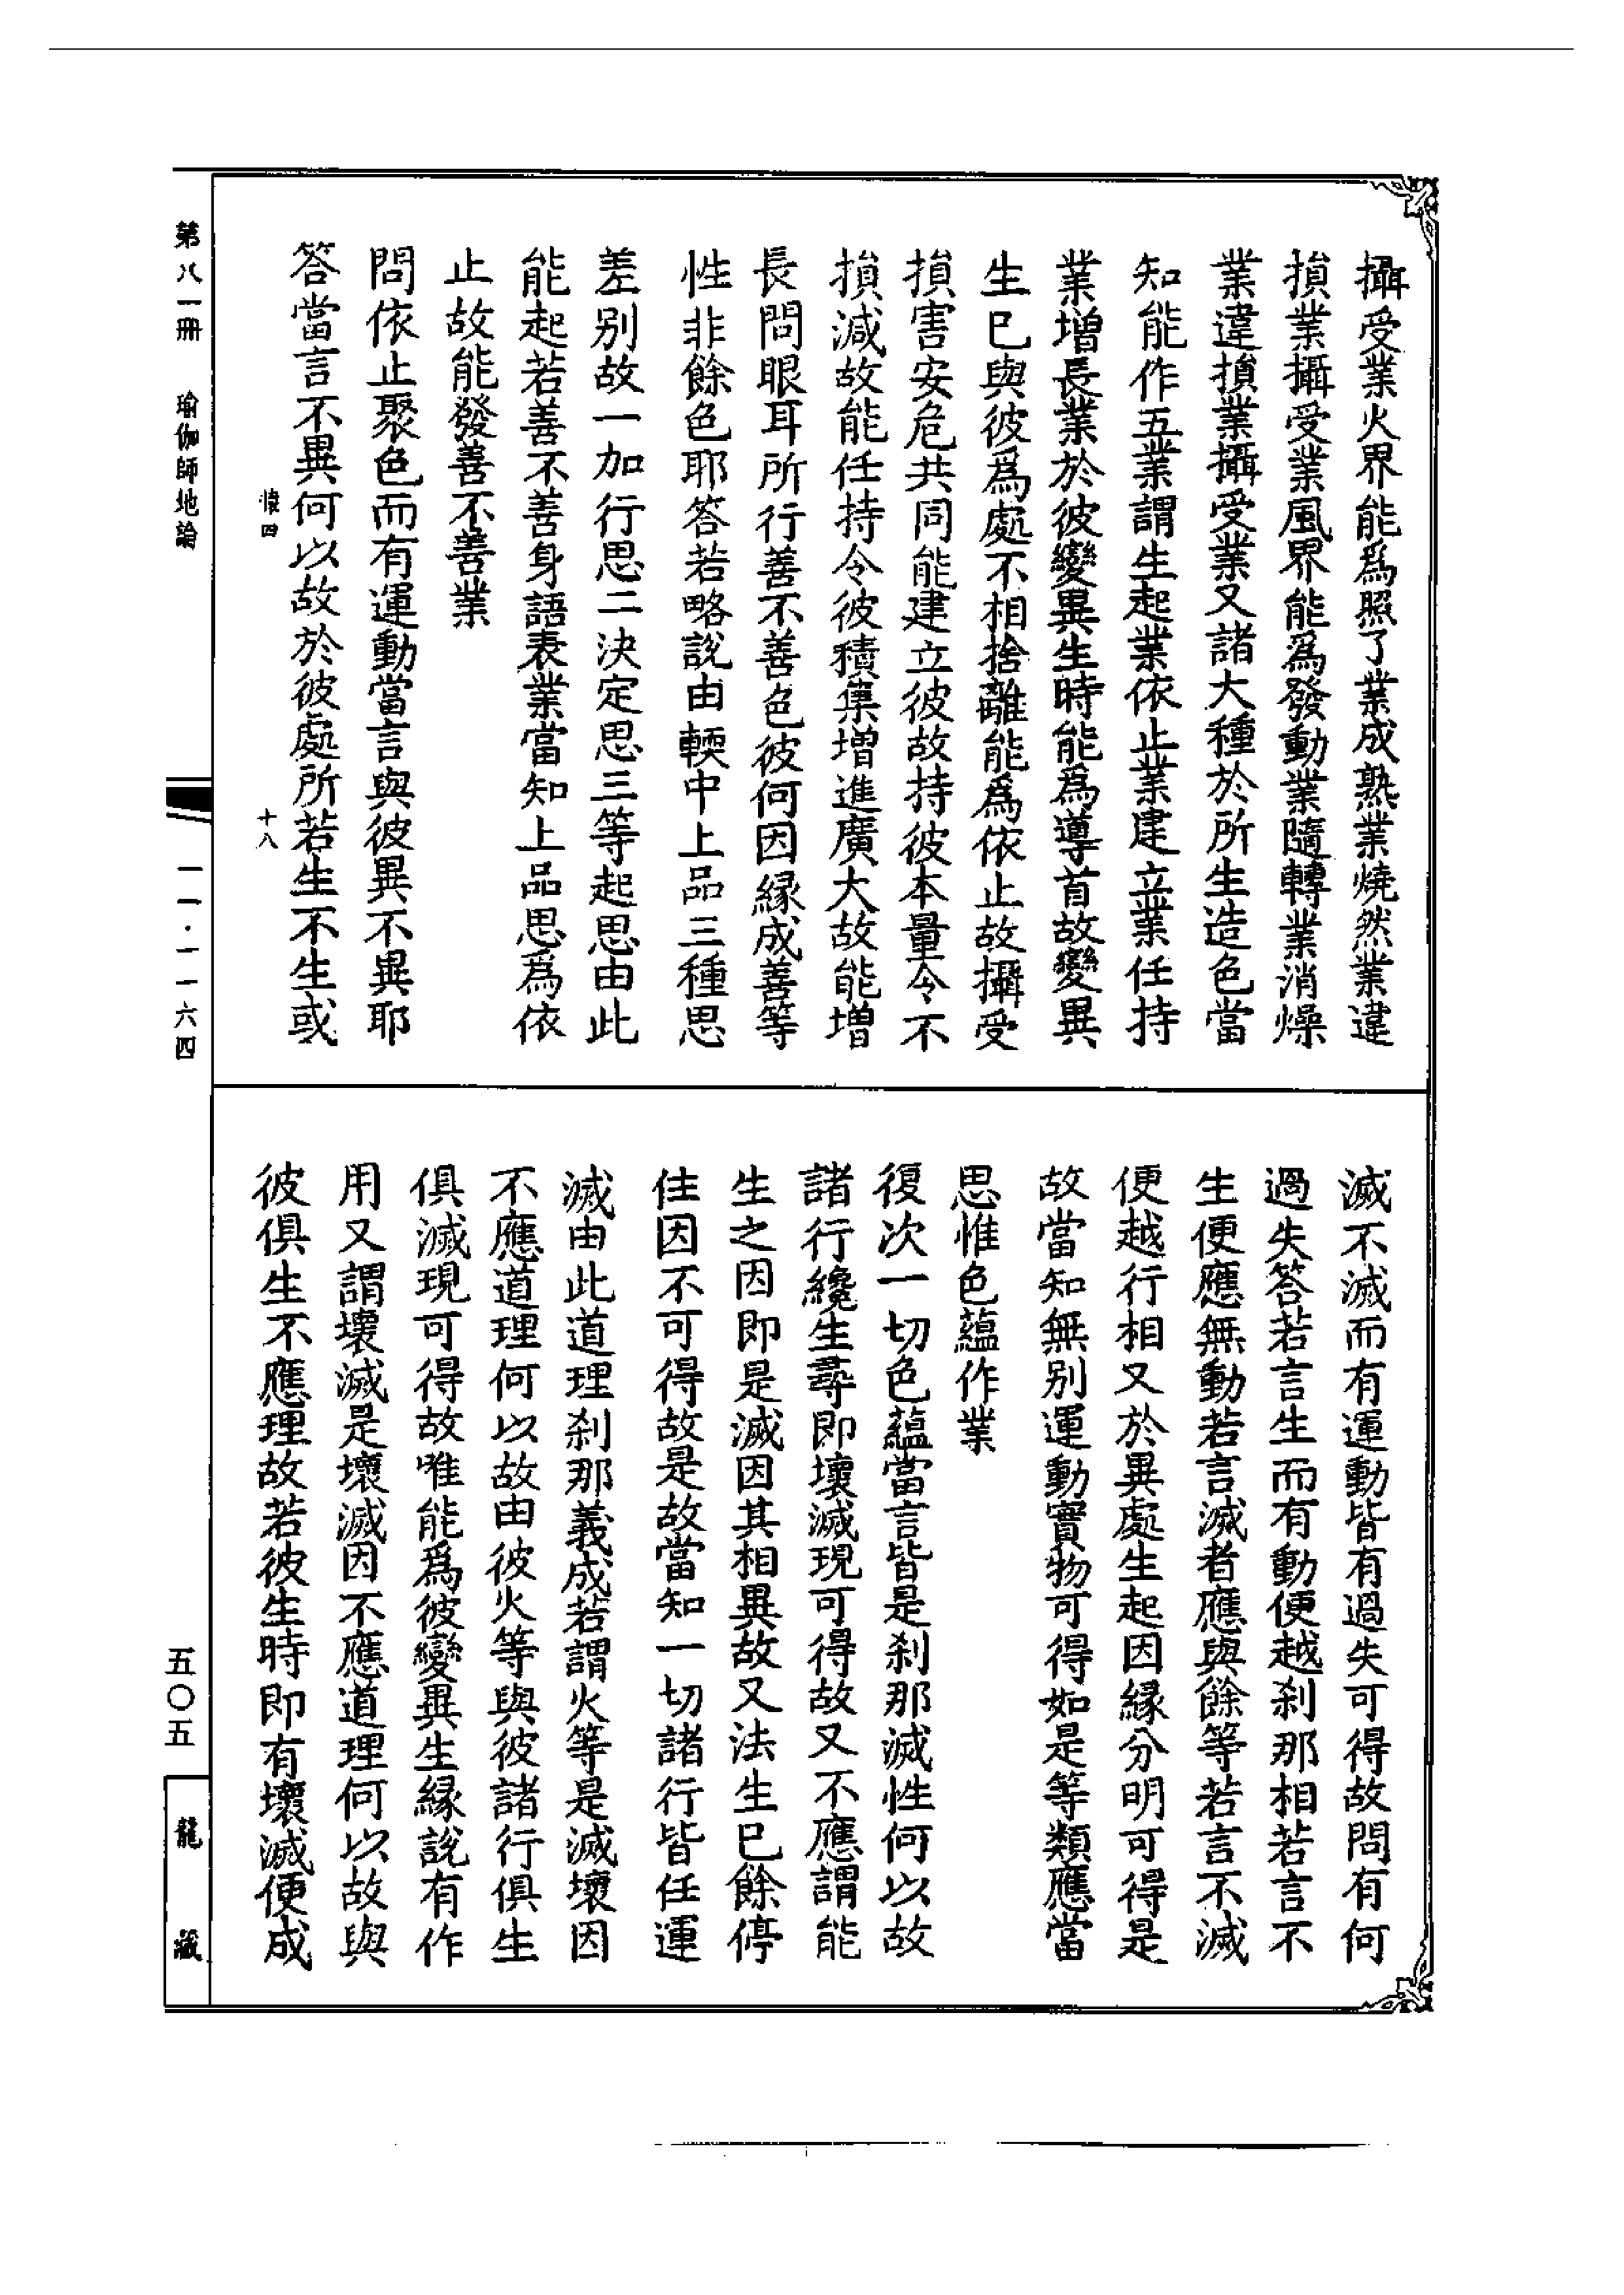 攝受業火界能爲照了業成熟業燒然業違
損業攝受業風界能爲發動業隨轉業消燥
業違損業攝受業又諸大種於所生造色當
知能作五業謂生起業依止業建立業任持
業增長業於彼變異生時能爲導首故變異
生已與彼爲處不相捨離能爲依止故攝受
損害安危共同能建立彼故持彼本量令不
損減故能任持令彼積集增進廣大故能增
長問眼耳所行善不善色彼何因緣成善等
性非餘色耶答若略說由輭中上品三種思
差別故一加行思二決定思三等起思由此
能起若善不善身語表業當知上品思爲依
止故能發善不善業
問依止聚色而有運動當言與彼異不異耶
答當言不異何以故於彼處所若生不生或
滅不滅而有運動皆有過失可得故問有何
過失答若言生而有動便越剎那相若言不
生便應無動若言滅者應與餘等若言不滅
便越行相又於異處生起因緣分明可得是
故當知無別運動實物可得如是等類應當
思惟色蘊作業
復次一切色蘊當言皆是剎那滅性何以故
諸行纔生尋即壞滅現可得故又不應謂能
生之因即是滅因其相異故又法生已餘停
住因不可得故是故當知一切諸行皆任運
滅由此道理剎那義成若謂火等是滅壞因
不應道理何以故由彼火等與彼諸行俱生
俱滅現可得故唯能爲彼變異生緣說有作
用又謂壞滅是壞滅因不應道理何以故與
彼俱生不應理故若彼生時即有壞滅便成
第八一冊 瑜伽師地論
懷四
十八
一一·一一六四
五〇五
龍藏